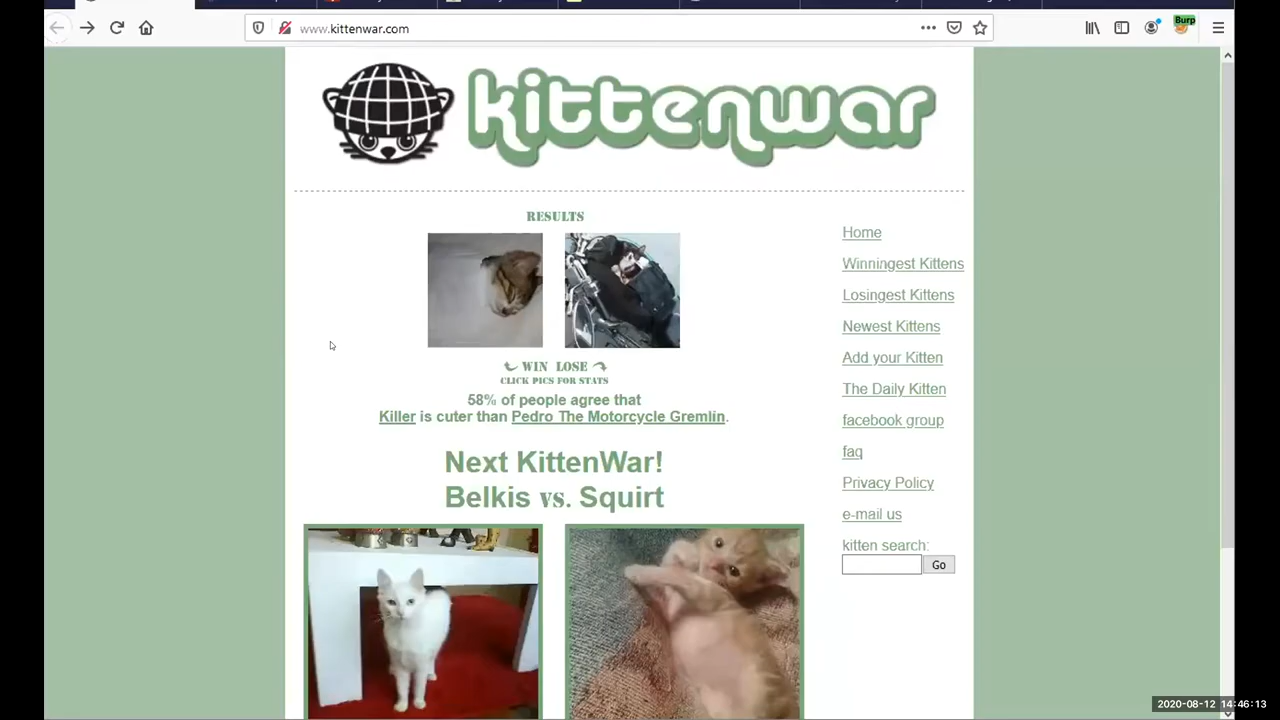 www.kittenwar.com
Burp
kittenwar
RESULTS
WIN LOSE
CLICK PICS FOR STATS
58% of people agree that
Killer is cuter than Pedro The Motorcycle Gremlin.
Next KittenWar!
Belkis vs. Squirt
Home
Winningest Kittens
Losingest Kittens
Newest Kittens
Add your Kitten
The Daily Kitten
facebook group
faq
Privacy Policy
e-mail us
kitten search:
Go
2020-08-12 14:46:13